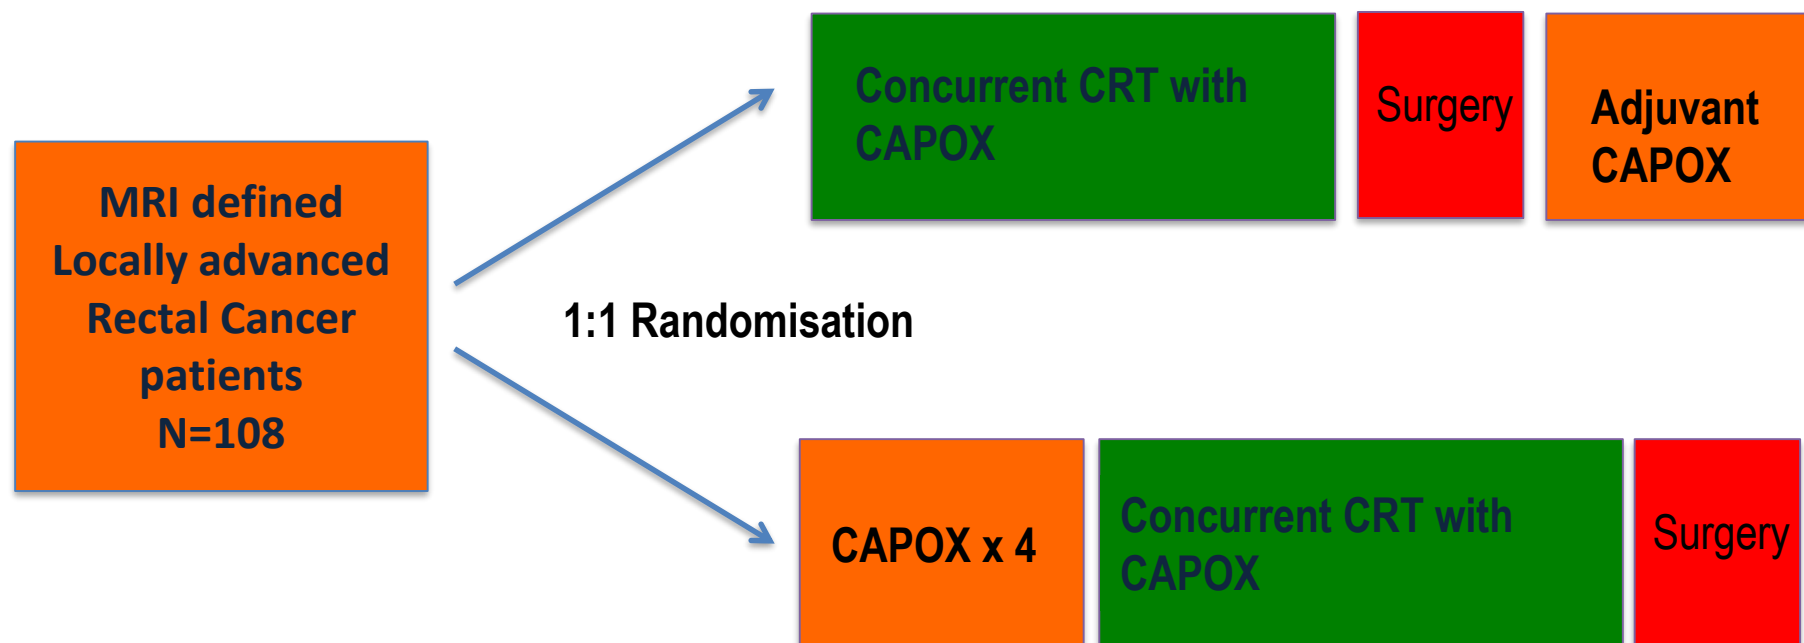 MRI defined
Locally advanced
Rectal Cancer
patients
N=108
1:1 Randomisation
Concurrent CRT with
CAPOX
Surgery
Adjuvant
CAPOX
CAPOX x 4
Concurrent CRT with
CAPOX
Surgery